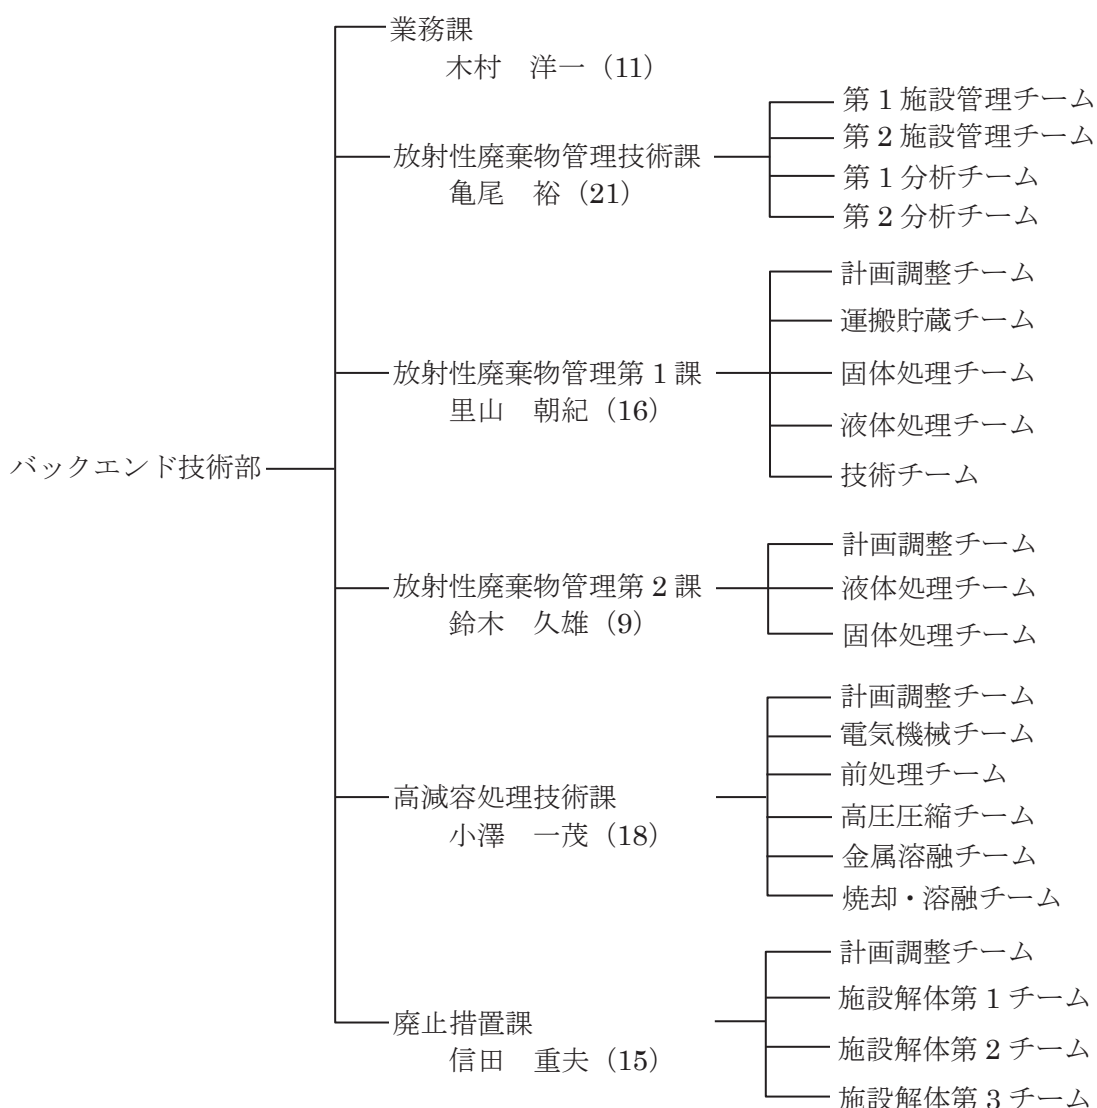 バックエンド技術部
業務課
木村　洋一（11）
放射性廃棄物管理技術課
亀尾　裕（21）
第 1 施設管理チーム
第 2 施設管理チーム
第 1 分析チーム
第 2 分析チーム
放射性廃棄物管理第 1 課
里山　朝紀（16）
計画調整チーム
運搬貯蔵チーム
固体処理チーム
液体処理チーム
技術チーム
放射性廃棄物管理第 2 課
鈴木　久雄（9）
計画調整チーム
液体処理チーム
固体処理チーム
高減容処理技術課
小澤　一茂（18）
計画調整チーム
電気機械チーム
前処理チーム
高圧圧縮チーム
金属溶融チーム
焼却・溶融チーム
廃止措置課
信田　重夫（15）
計画調整チーム
施設解体第 1 チーム
施設解体第 2 チーム
施設解体第 3 チーム